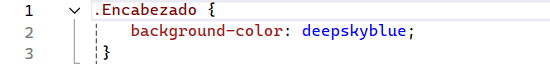 1 .Encabezado {
2 background-color: deepskyblue;
3 }